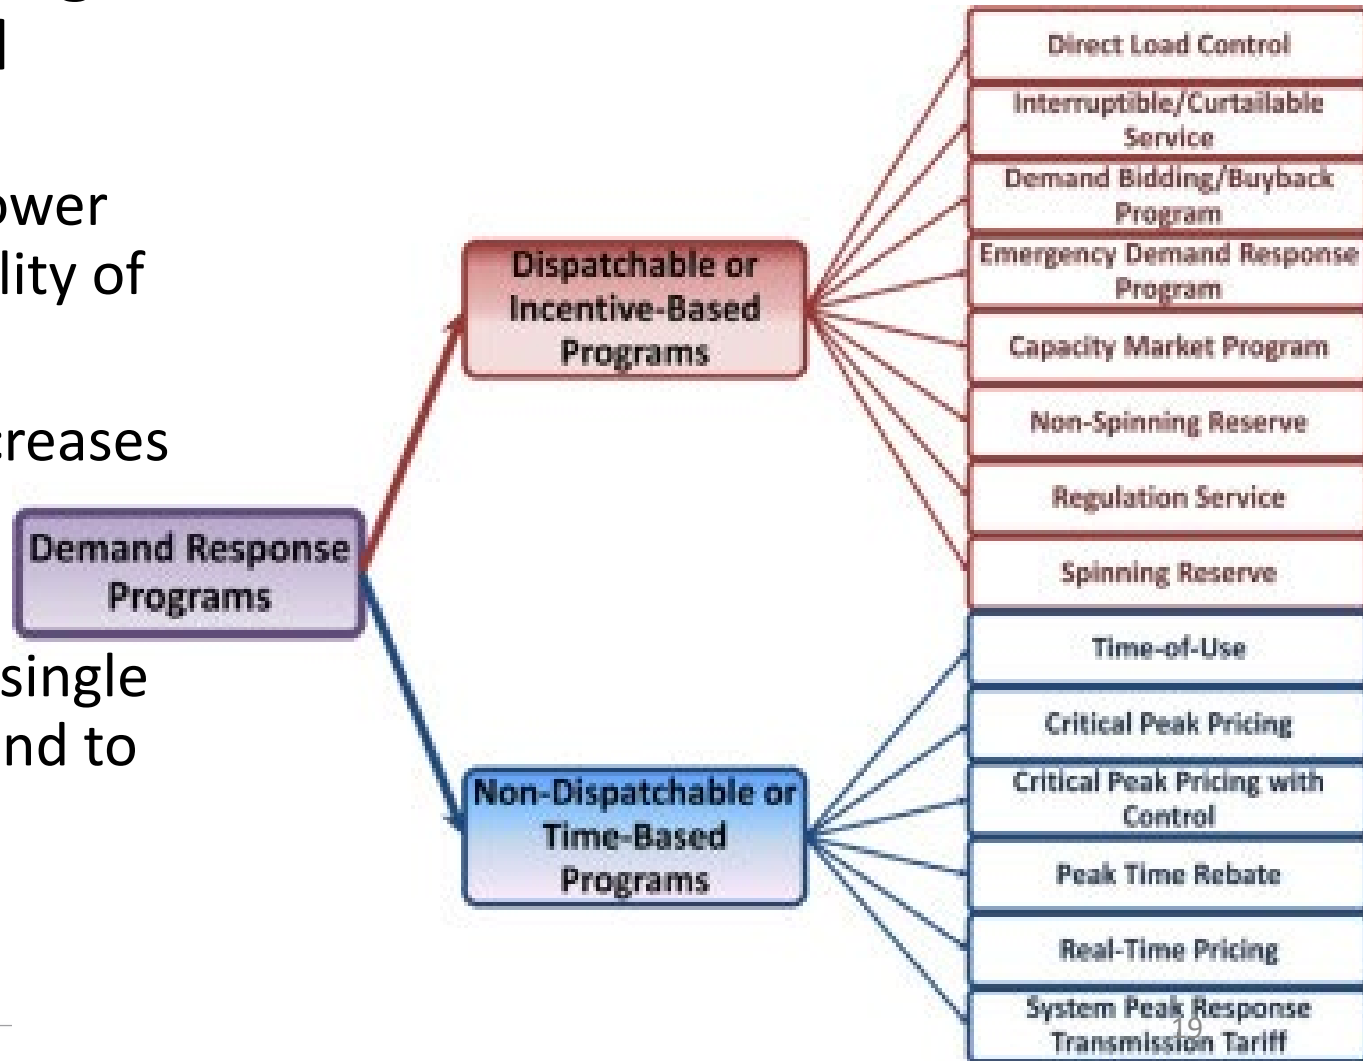 l
ower
lity of
creases
single
nd to
Demand Response
Programs
Dispatchable or
Incentive-Based
Programs
Non-Dispatchable or
Time-Based
Programs
Direct Load Control
Interruptible/Curtailable
Service
Demand Bidding/Buyback
Program
Emergency Demand Response
Program
Capacity Market Program
Non-Spinning Reserve
Regulation Service
Spinning Reserve
Time-of-Use
Critical Peak Pricing
Critical Peak Pricing with
Control
Peak Time Rebate
Real-Time Pricing
System Peak Response
Transmission Tariff
19